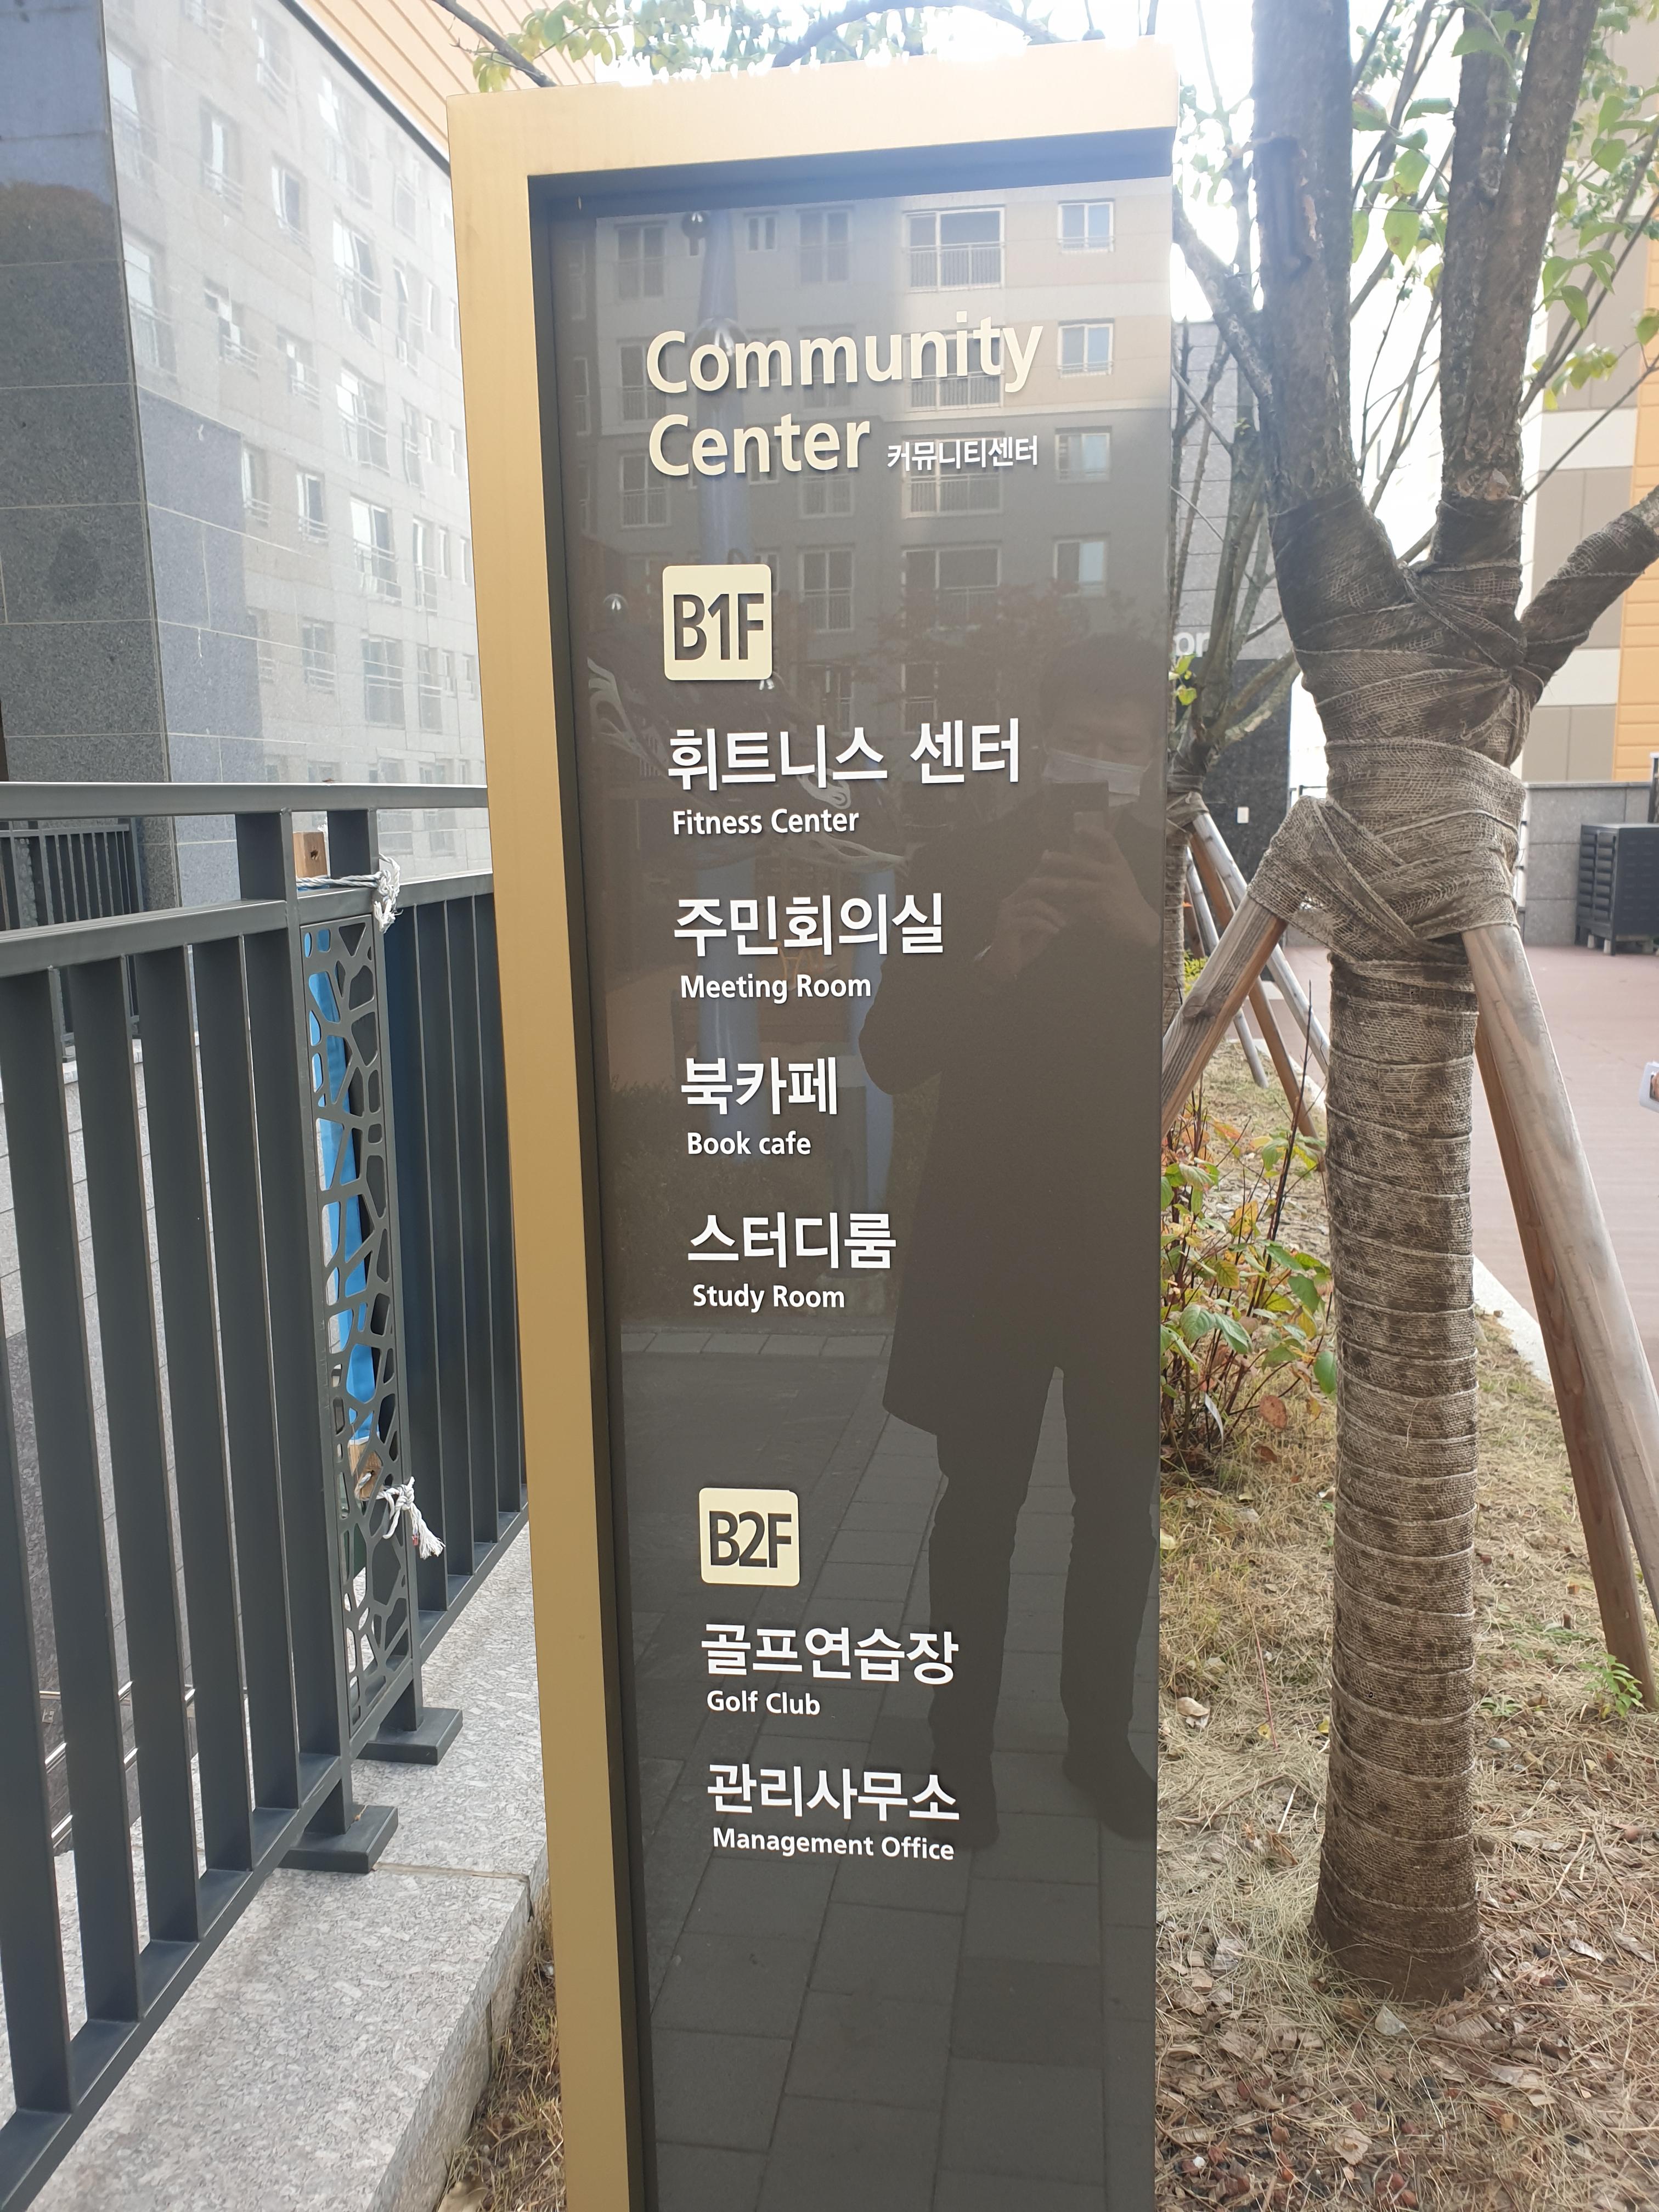 Community
Center 커뮤니티센터
B1F
휘트니스 센터
Fitness Center
주민회의실
Meeting Room
북카페
Book cafe
스터디룸
Study Room
B2F
골프연습장
Golf Club
관리사무소
Management Office